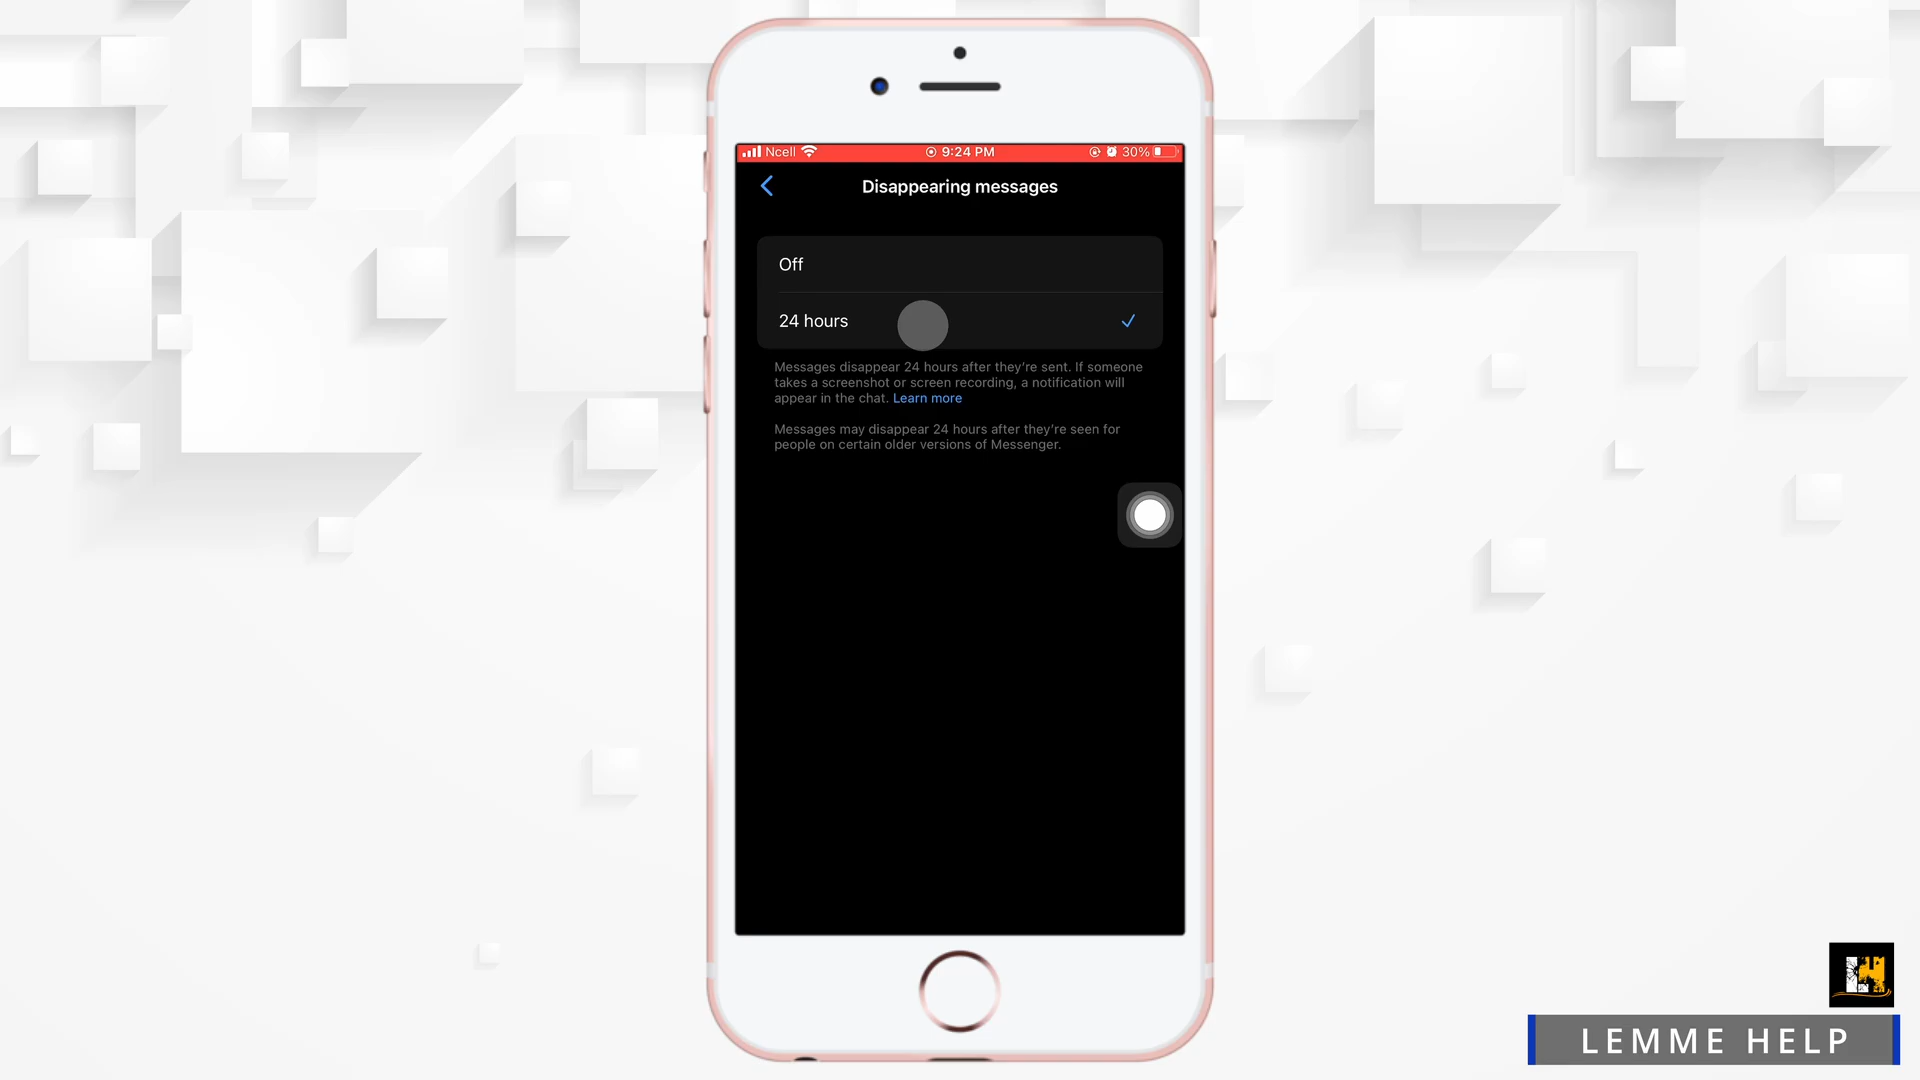 Ncell 9:24 PM 30%
Disappearing messages
Off
24 hours
Messages disappear 24 hours after they’re sent. If someone
takes a screenshot or screen recording, a notification will
appear in the chat. Learn more
Messages may disappear 24 hours after they’re seen for
people on certain older versions of Messenger.
LEMME HELP